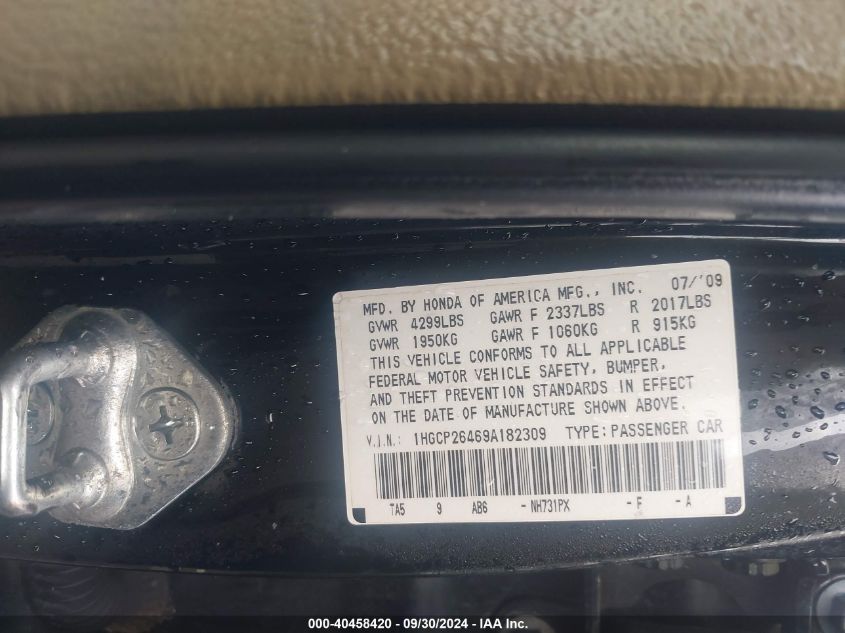 MFD. BY HONDA OF AMERICA MFG., INC. 07/'09
GVWR 4299LBS GAWR F 2337LBS R 2017LBS
GVWR 1950KG GAWR F 1060KG R 915KG
THIS VEHICLE CONFORMS TO ALL APPLICABLE
FEDERAL MOTOR VEHICLE SAFETY, BUMPER,
AND THEFT PREVENTION STANDARDS IN EFFECT
ON THE DATE OF MANUFACTURE SHOWN ABOVE.
V.I.N.: 1HGCP26469A182309 TYPE: PASSENGER CAR
TA5 9 AB6 - NH731PX - F - A
000-40458420 - 09/30/2024 - IAA Inc.